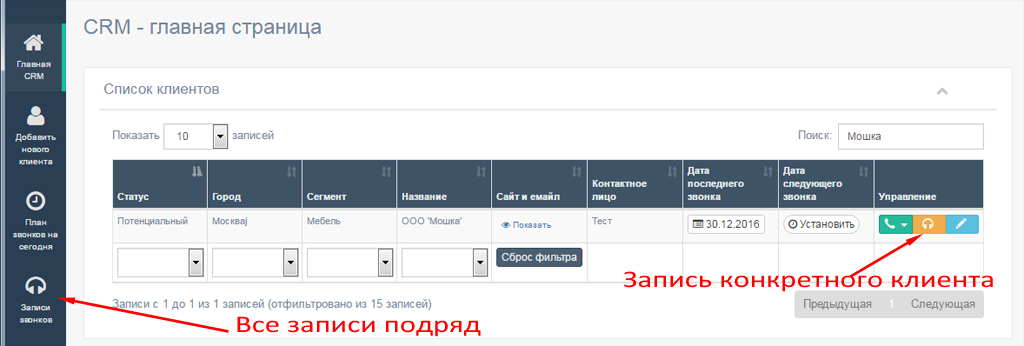 CRM - главная страница
Главная
CRM
Добавить
нового
клиента
План
звонков на
сегодня
Записи
звонков
Список клиентов
Показать 10 записей
Поиск: Мошка
Статус Город Сегмент Название Сайт и емайл Контактное лицо Дата последнего звонка Дата следующего звонка Управление
Потенциальный Москваj Мебель ООО 'Мошка' Показать Тест 30.12.2016 Установить
Сброс фильтра
Запись конкретного клиента
Записи с 1 до 1 из 1 записей (отфильтровано из 15 записей)
Предыдущая 1 Следующая
Все записи подряд